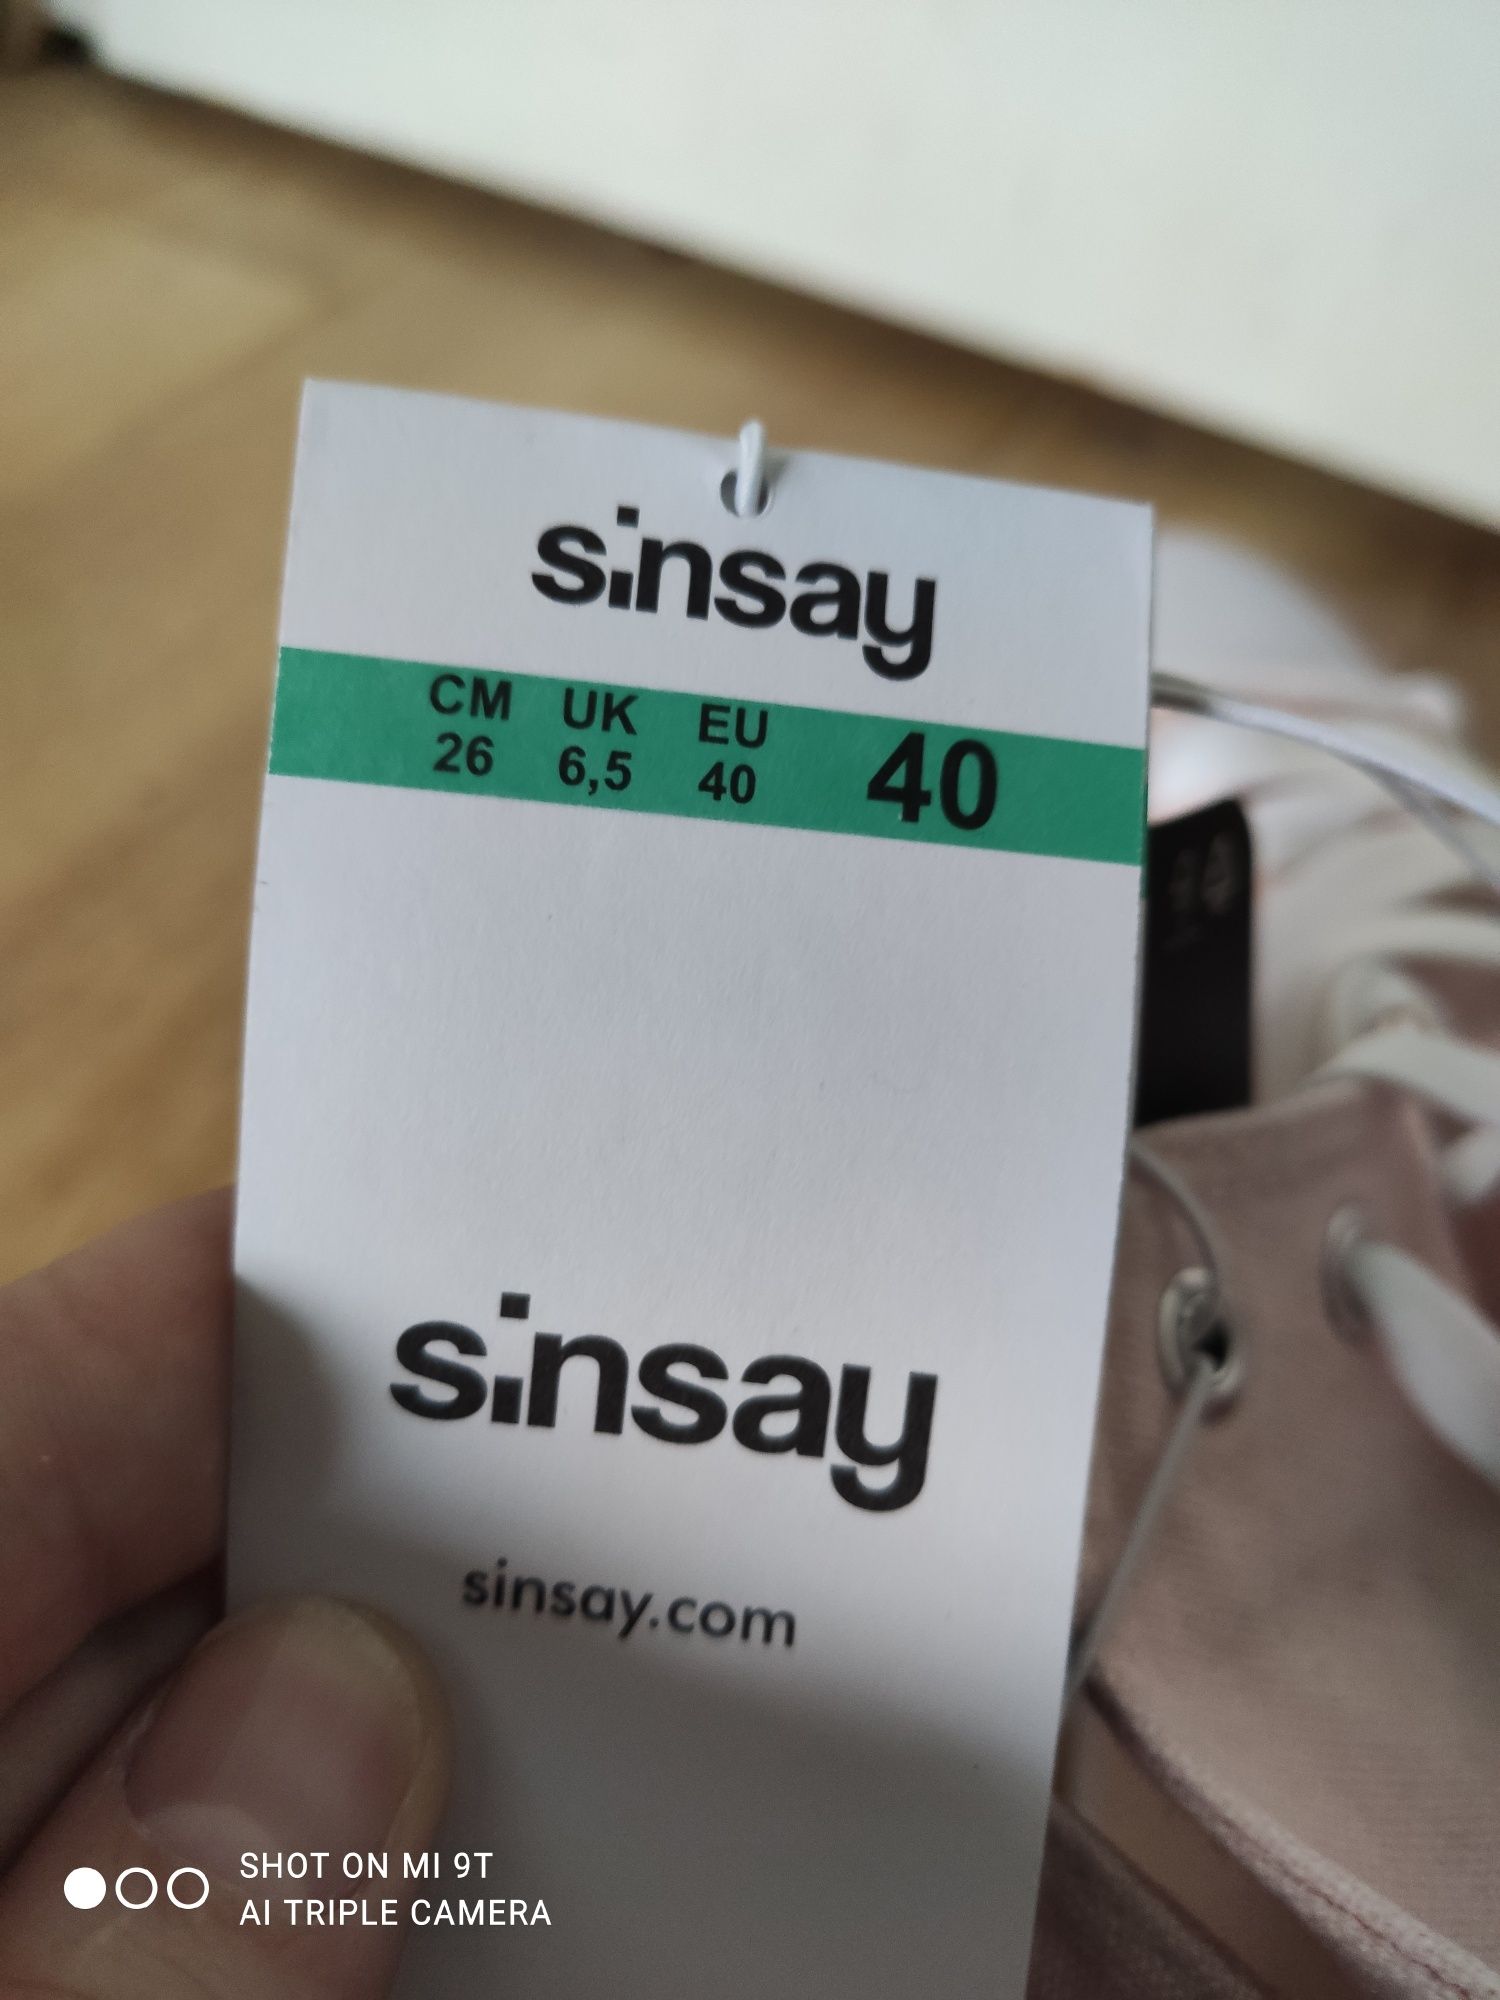 sinsay
CM UK EU
26 6,5 40 40
sinsay
sinsay.com
SHOT ON MI 9T
AI TRIPLE CAMERA